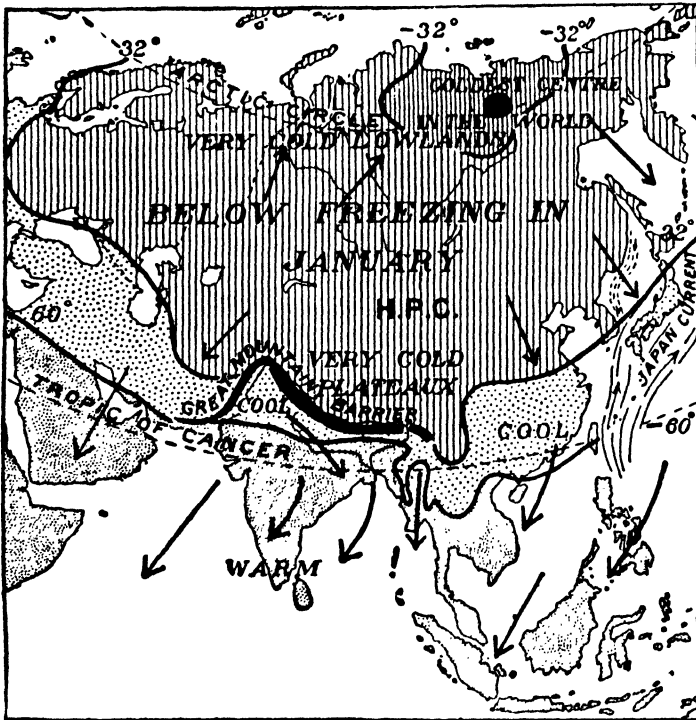 32°
-32°
-32°
ARCTIC CIRCLE
COLDEST CENTRE
IN THE WORLD
VERY COLD LOWLANDS
BELOW FREEZING IN
JANUARY
H.P.C.
32°
JAPAN CURRENT
60°
GREAT MOUNTAIN BARRIER
VERY COLD
PLATEAUX
COOL
TROPIC OF CANCER
COOL
60°
WARM